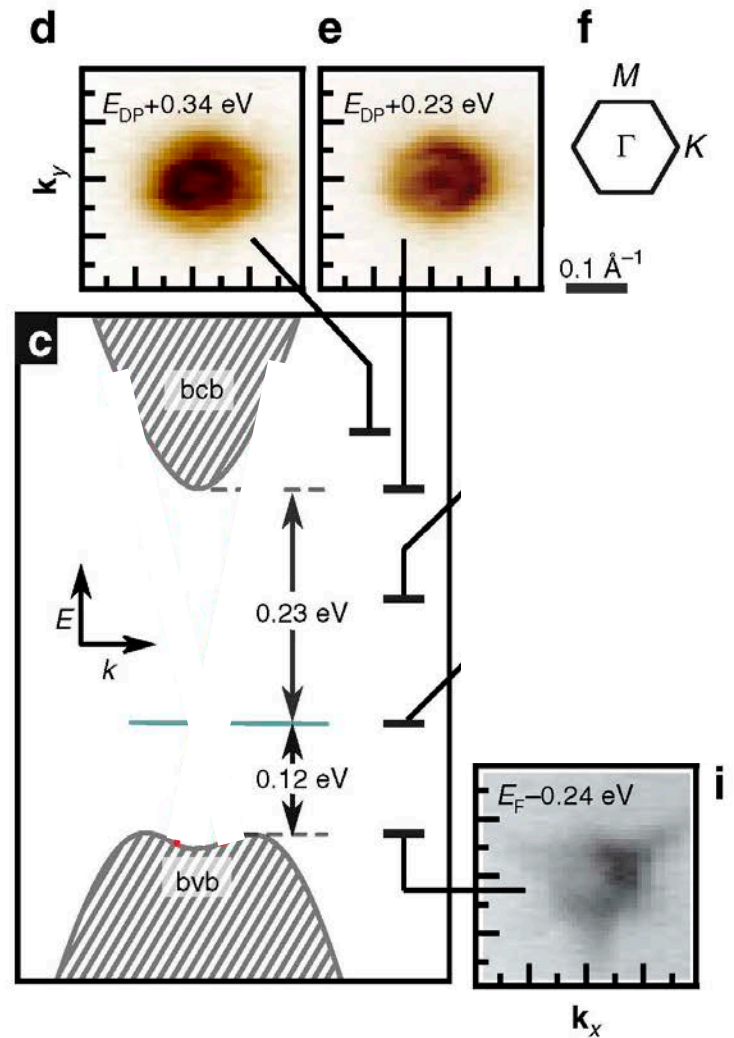 d
e
f
E_DP+0.34 eV
E_DP+0.23 eV
M
Γ
K
k_y
0.1 Å⁻¹
c
bcb
0.23 eV
E
k
0.12 eV
bvb
i
E_F−0.24 eV
k_x